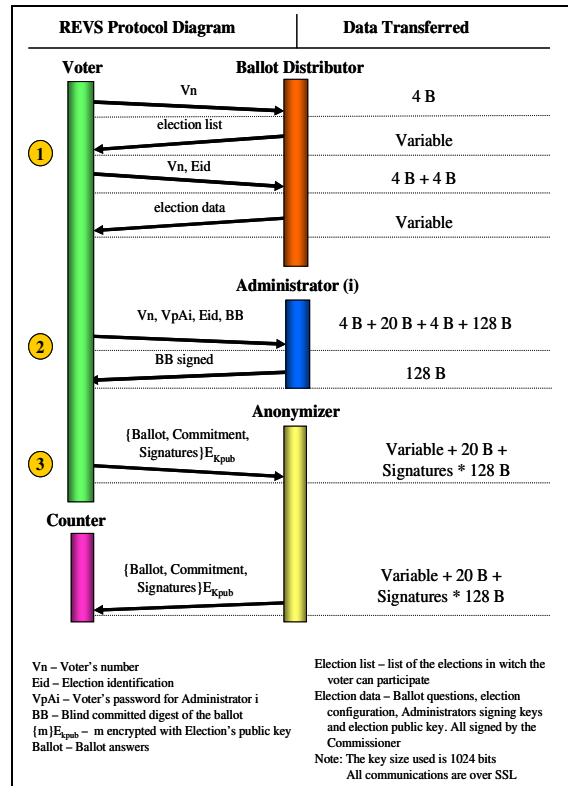 REVS Protocol Diagram
Data Transferred
Voter
Ballot Distributor
Vn
4 B
election list
Variable
1
Vn, Eid
4 B + 4 B
election data
Variable
Administrator (i)
Vn, VpAi, Eid, BB
4 B + 20 B + 4 B + 128 B
2
BB signed
128 B
Anonymizer
{Ballot, Commitment,
Signatures}E_Kpub
Variable + 20 B +
Signatures * 128 B
3
Counter
{Ballot, Commitment,
Signatures}E_Kpub
Variable + 20 B +
Signatures * 128 B
Vn – Voter's number
Eid – Election identification
VpAi – Voter's password for Administrator i
BB – Blind committed digest of the ballot
{m}E_kpub – m encrypted with Election's public key
Ballot – Ballot answers
Election list – list of the elections in witch the
voter can participate
Election data – Ballot questions, election
configuration, Administrators signing keys
and election public key. All signed by the
Commissioner
Note: The key size used is 1024 bits
All communications are over SSL